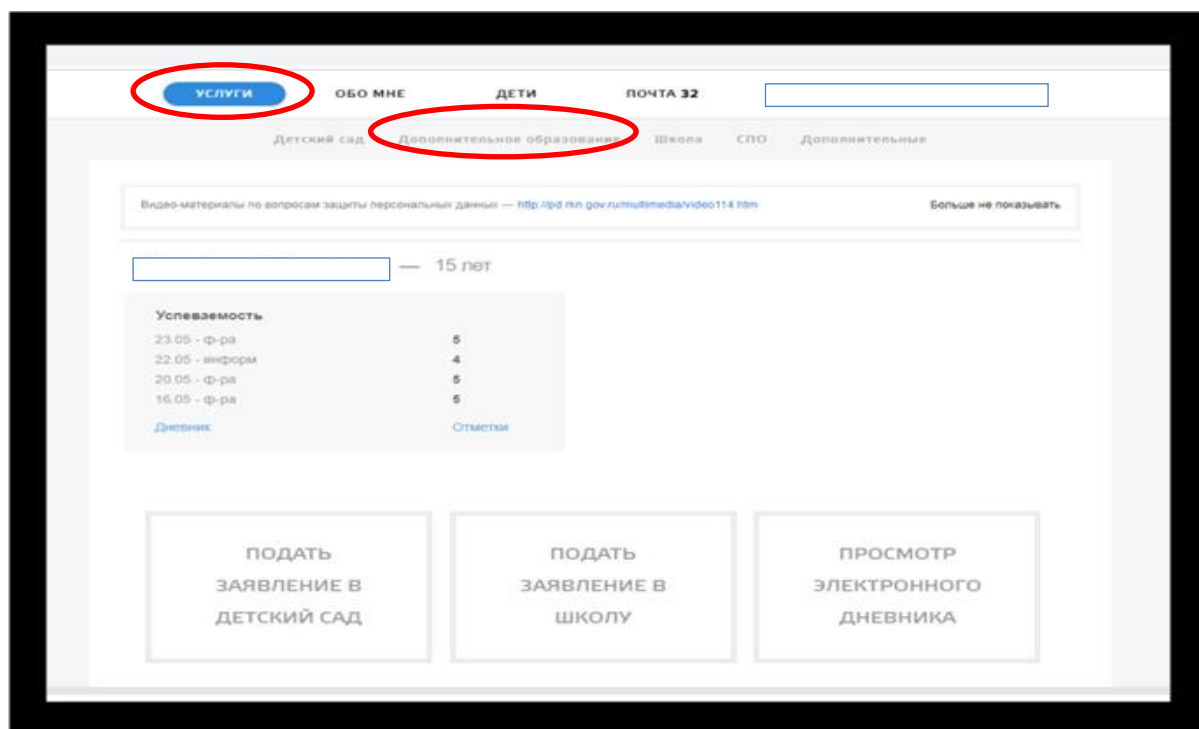 УСЛУГИ ОБО МНЕ ДЕТИ ПОЧТА 32
Детский сад Дополнительное образование Школа СПО Дополнительные
Видео-материалы по вопросам защиты персональных данных — http://pd.rkn.gov.ru/multimedia/video114.htm Больше не показывать
— 15 лет
Успеваемость
23.05 - ф-ра 5
22.05 - информ 4
20.05 - ф-ра 5
16.05 - ф-ра 5
Дневник Отметки
ПОДАТЬ
ЗАЯВЛЕНИЕ В
ДЕТСКИЙ САД
ПОДАТЬ
ЗАЯВЛЕНИЕ В
ШКОЛУ
ПРОСМОТР
ЭЛЕКТРОННОГО
ДНЕВНИКА